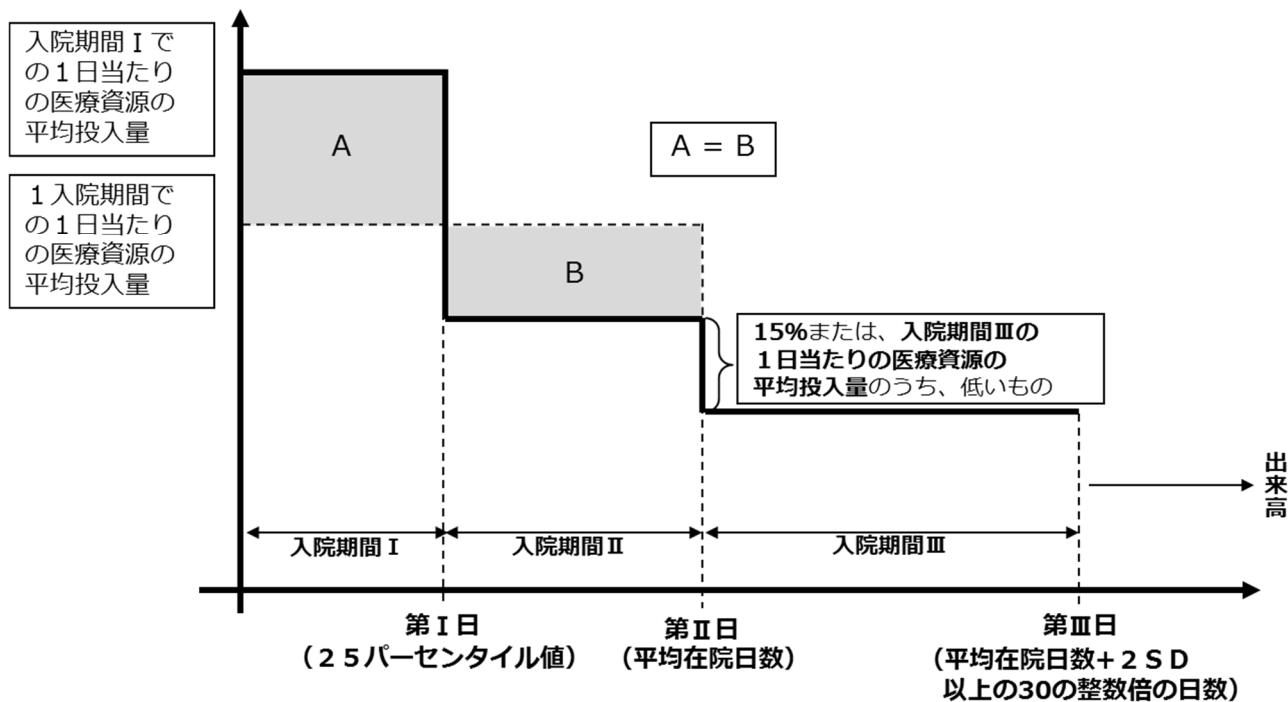 入院期間Ⅰで
の１日当たり
の医療資源の
平均投入量
１入院期間で
の１日当たり
の医療資源の
平均投入量
A
A = B
B
15%または、入院期間Ⅲの
１日当たりの医療資源の
平均投入量のうち、低いもの
出来高
入院期間Ⅰ
入院期間Ⅱ
入院期間Ⅲ
第Ⅰ日
（２５パーセンタイル値）
第Ⅱ日
（平均在院日数）
第Ⅲ日
（平均在院日数+２ＳＤ
以上の30の整数倍の日数）